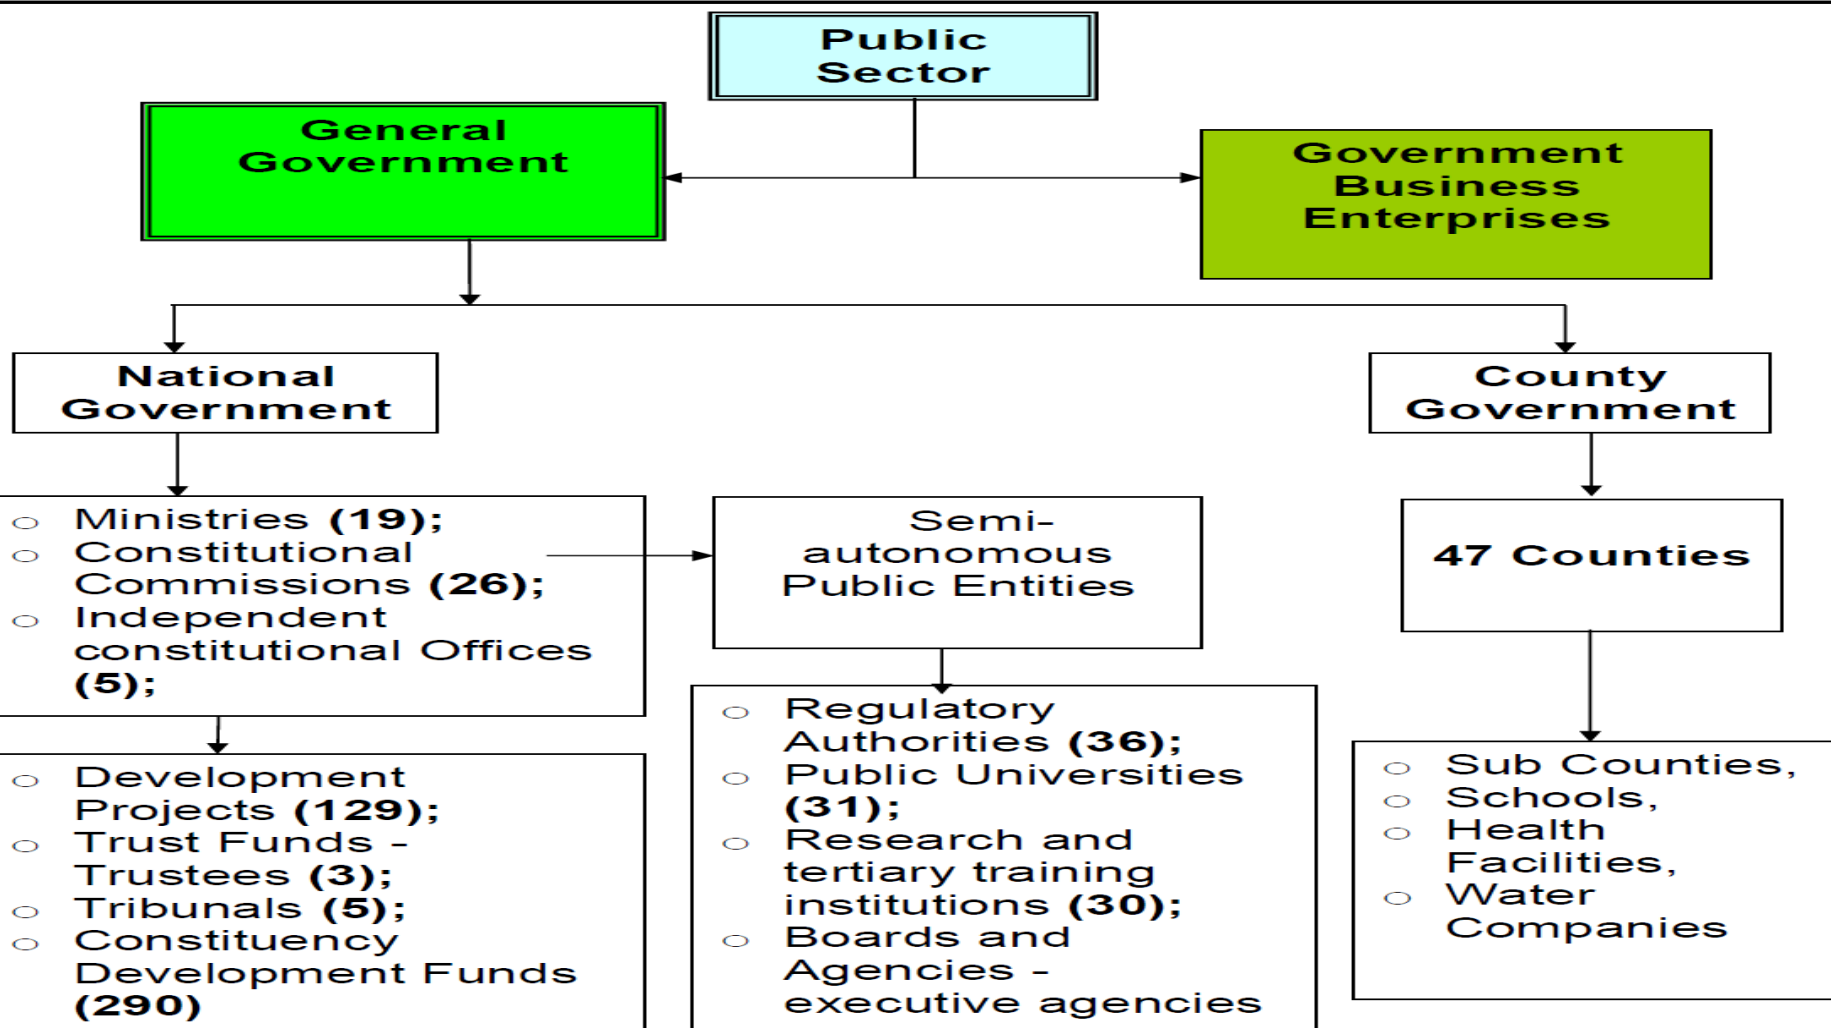 Public
Sector
General
Government
Government
Business
Enterprises
National
Government
County
Government
○ Ministries (19);
○ Constitutional
Commissions (26);
○ Independent
constitutional Offices
(5);
Semi-
autonomous
Public Entities
47 Counties
○ Development
Projects (129);
○ Trust Funds -
Trustees (3);
○ Tribunals (5);
○ Constituency
Development Funds
(290)
○ Regulatory
Authorities (36);
○ Public Universities
(31);
○ Research and
tertiary training
institutions (30);
○ Boards and
Agencies -
executive agencies
○ Sub Counties,
○ Schools,
○ Health
Facilities,
○ Water
Companies